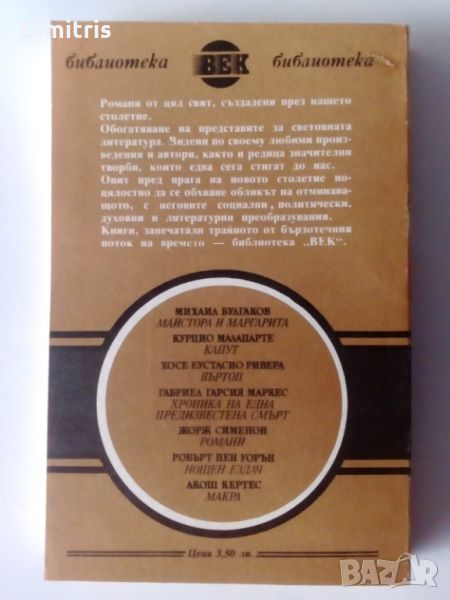 dimitris
библиотека ВЕК библиотека
Романи от цял свят, създадени през нашето
столетие.
Обогатяване на представите за световната
литература. Видени по своему любими произ-
ведения и автори, както и редица значителни
творби, които едва сега стигат до нас.
Опит пред прага на новото столетие по-
цялостно да се обхване обликът на отминава-
щото, с неговите социални, политически,
духовни и литературни преобразувания.
Книги, запечатали трайното от бързотечния
поток на времето — библиотека „ВЕК".
МИХАИЛ БУЛГАКОВ
МАЙСТОРА И МАРГАРИТА
КУРЦИО МАЛАПАРТЕ
КАПУТ
ХОСЕ ЕУСТАСИО РИВЕРА
ВЪРТОП
ГАБРИЕЛ ГАРСИЯ МАРКЕС
ХРОНИКА НА ЕДНА
ПРЕДИЗВЕСТЕНА СМЪРТ
ЖОРЖ СИМЕНОН
РОМАНИ
РОБЪРТ ПЕН УОРЪН
НОЩЕН ЕЗДАЧ
АКОШ КЕРТЕС
МАКРА
Цена 3,50 лв.
BAZAR